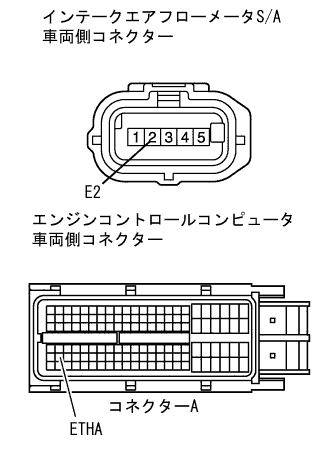 インテークエアフローメータS/A
車両側コネクター
1 2 3 4 5
E2
エンジンコントロールコンピュータ
車両側コネクター
コネクターA
ETHA